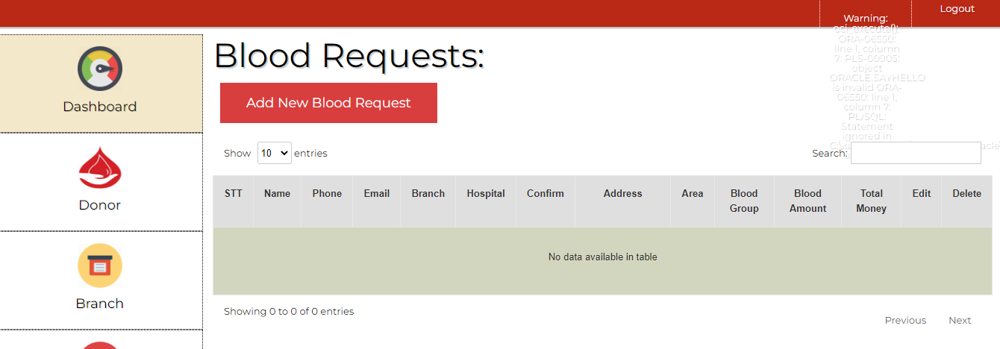 Logout
Warning:
oci_execute():
ORA-06550:
line 1, column
7: PLS-00905:
object
ORACLE.SAYHELLO
is invalid ORA-
06550: line 1,
column 7:
PL/SQL:
Statement
ignored in
Dashboard
Donor
Branch
Blood Requests:
Add New Blood Request
Show 10 entries
Search:
STT Name Phone Email Branch Hospital Confirm Address Area Blood Group Blood Amount Total Money Edit Delete
No data available in table
Showing 0 to 0 of 0 entries
Previous Next